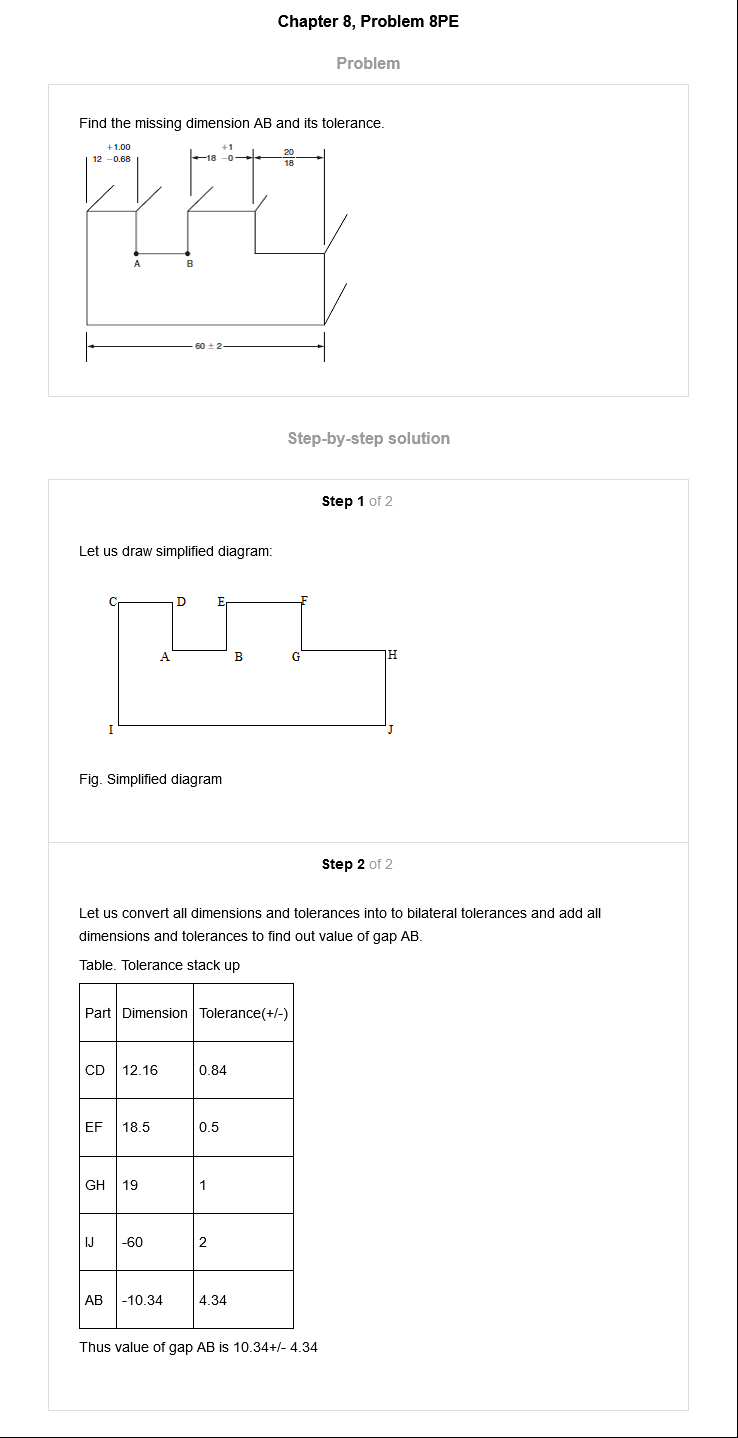 Chapter 8, Problem 8PE
Problem
Find the missing dimension AB and its tolerance.
+1.00
12 −0.68
+1
18 −0
20
18
A
B
60 ± 2
Step-by-step solution
Step 1 of 2
Let us draw simplified diagram:
C D E F
A B G H
I J
Fig. Simplified diagram
Step 2 of 2
Let us convert all dimensions and tolerances into to bilateral tolerances and add all
dimensions and tolerances to find out value of gap AB.
Table. Tolerance stack up
Part Dimension Tolerance(+/-)
CD 12.16 0.84
EF 18.5 0.5
GH 19 1
IJ -60 2
AB -10.34 4.34
Thus value of gap AB is 10.34+/- 4.34